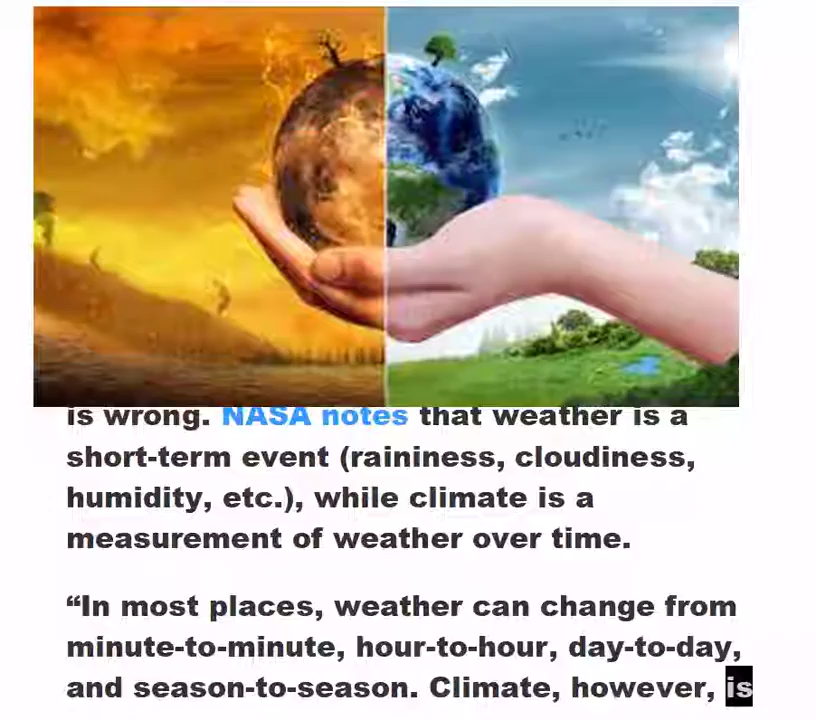 is wrong. NASA notes that weather is a
short-term event (raininess, cloudiness,
humidity, etc.), while climate is a
measurement of weather over time.
“In most places, weather can change from
minute-to-minute, hour-to-hour, day-to-day,
and season-to-season. Climate, however, is